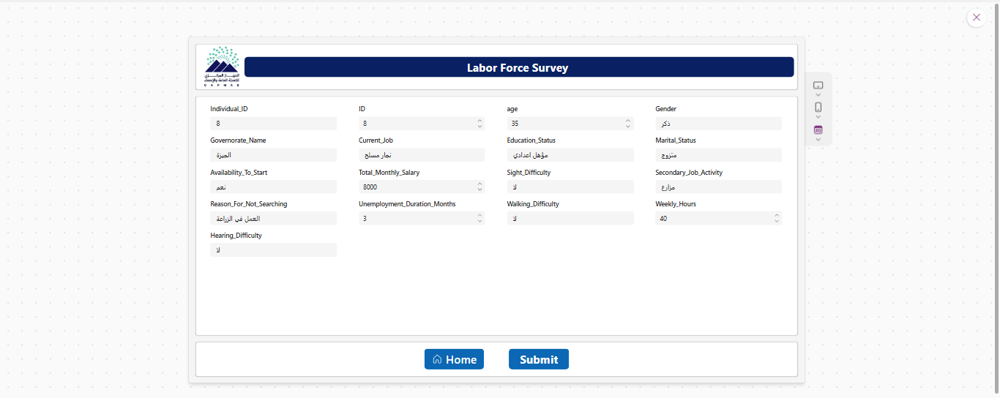 الجهاز المركزي
للتعبئة العامة والإحصاء
CAPMAS
Labor Force Survey
Individual_ID ID age Gender
8 8 35 ذكر
Governorate_Name Current_Job Education_Status Marital_Status
الجيزة نجار مسلح مؤهل اعدادي متزوج
Availability_To_Start Total_Monthly_Salary Sight_Difficulty Secondary_Job_Activity
نعم 8000 لا مزارع
Reason_For_Not_Searching Unemployment_Duration_Months Walking_Difficulty Weekly_Hours
العمل في الزراعة 3 لا 40
Hearing_Difficulty
لا
Home Submit